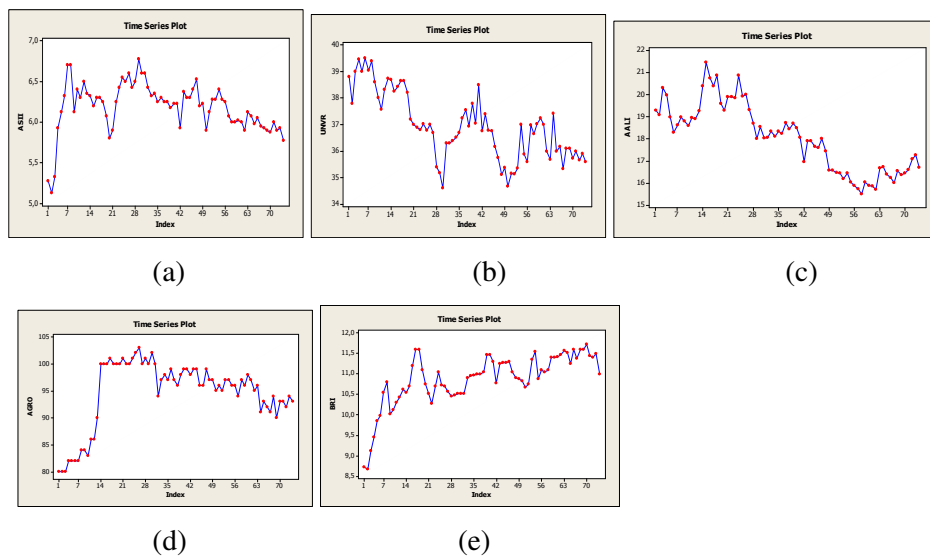 Time Series Plot
7,0
6,5
6,0
5,5
5,0
ASII
1 7 14 21 28 35 42 49 56 63 70
Index
(a)
Time Series Plot
40
39
38
37
36
35
34
UNVR
1 7 14 21 28 35 42 49 56 63 70
Index
(b)
Time Series Plot
22
21
20
19
18
17
16
15
AALI
1 7 14 21 28 35 42 49 56 63 70
Index
(c)
Time Series Plot
105
100
95
90
85
80
AGRO
1 7 14 21 28 35 42 49 56 63 70
Index
(d)
Time Series Plot
12,0
11,5
11,0
10,5
10,0
9,5
9,0
8,5
BRI
1 7 14 21 28 35 42 49 56 63 70
Index
(e)